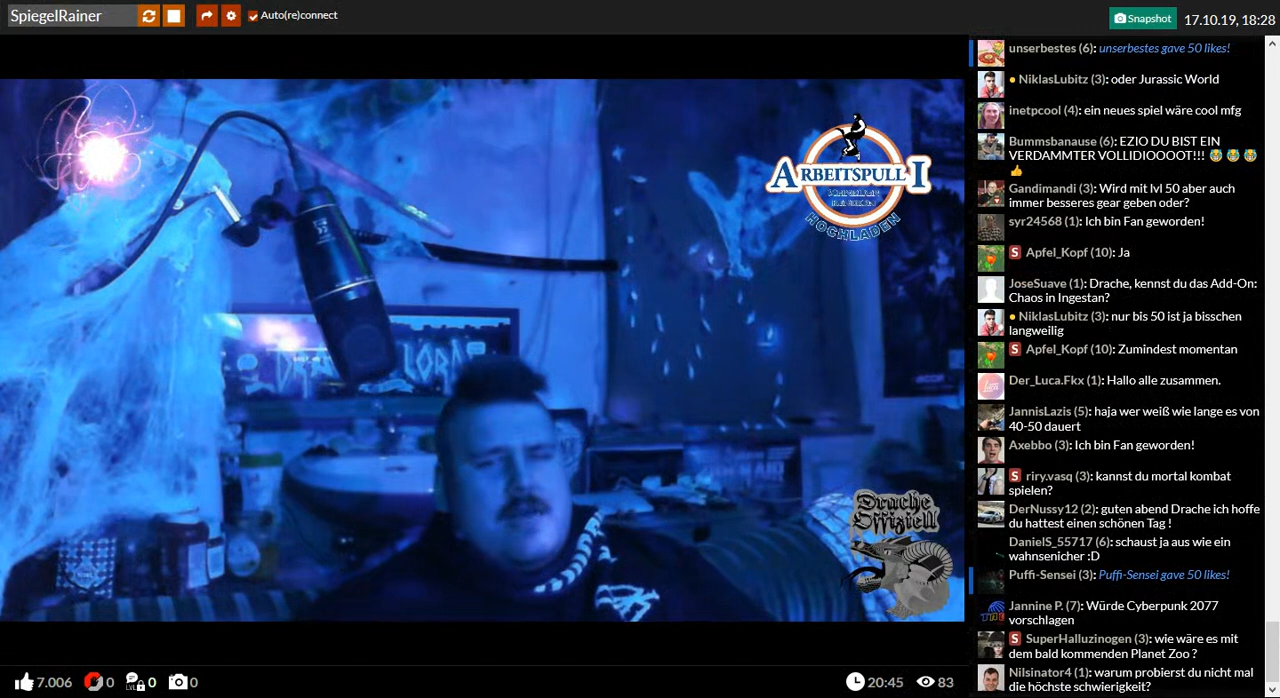 SpiegelRainer
Auto(re)connect
Snapshot
17.10.19, 18:28
ARBEITSPULLI
HOCHLADEN
Drache
Offiziell
unserbestes (6): unserbestes gave 50 likes!
NiklasLubitz (3): oder Jurassic World
inetpcool (4): ein neues spiel wäre cool mfg
Bummsbanause (6): EZIO DU BIST EIN
VERDAMMTER VOLLIDIOOOOT!!! 😭 😭 😭
👍
Gandimandi (3): Wird mit lvl 50 aber auch
immer besseres gear geben oder?
syr24568 (1): Ich bin Fan geworden!
S Apfel_Kopf (10): Ja
JoseSuave (1): Drache, kennst du das Add-On:
Chaos in Ingestan?
NiklasLubitz (3): nur bis 50 ist ja bisschen
langweilig
S Apfel_Kopf (10): Zumindest momentan
Der_Luca.Fkx (1): Hallo alle zusammen.
JannisLazis (5): haja wer weiß wie lange es von
40-50 dauert
Axebbo (3): Ich bin Fan geworden!
S riry.vasq (3): kannst du mortal kombat
spielen?
DerNussy12 (2): guten abend Drache ich hoffe
du hattest einen schönen Tag !
DanielS_55717 (6): schaust ja aus wie ein
wahnsenicher :D
Puffi-Sensei (3): Puffi-Sensei gave 50 likes!
Jannine P. (7): Würde Cyberpunk 2077
vorschlagen
S SuperHalluzinogen (3): wie wäre es mit
dem bald kommenden Planet Zoo ?
Nilsinator4 (1): warum probierst du nicht mal
die höchste schwierigkeit?
7.006
0
LVL
0
0
20:45
83